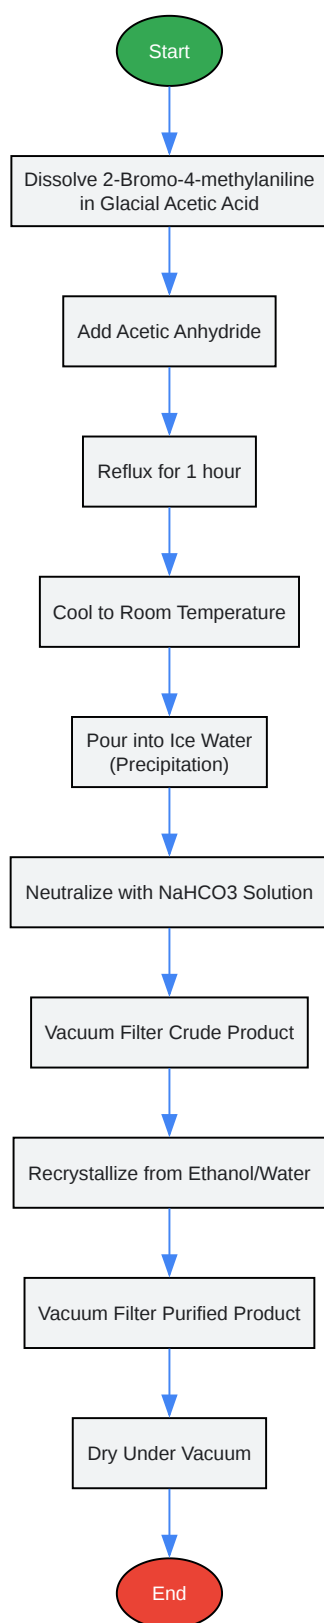 Start
Dissolve 2-Bromo-4-methylaniline
in Glacial Acetic Acid
Add Acetic Anhydride
Reflux for 1 hour
Cool to Room Temperature
Pour into Ice Water
(Precipitation)
Neutralize with NaHCO3 Solution
Vacuum Filter Crude Product
Recrystallize from Ethanol/Water
Vacuum Filter Purified Product
Dry Under Vacuum
End